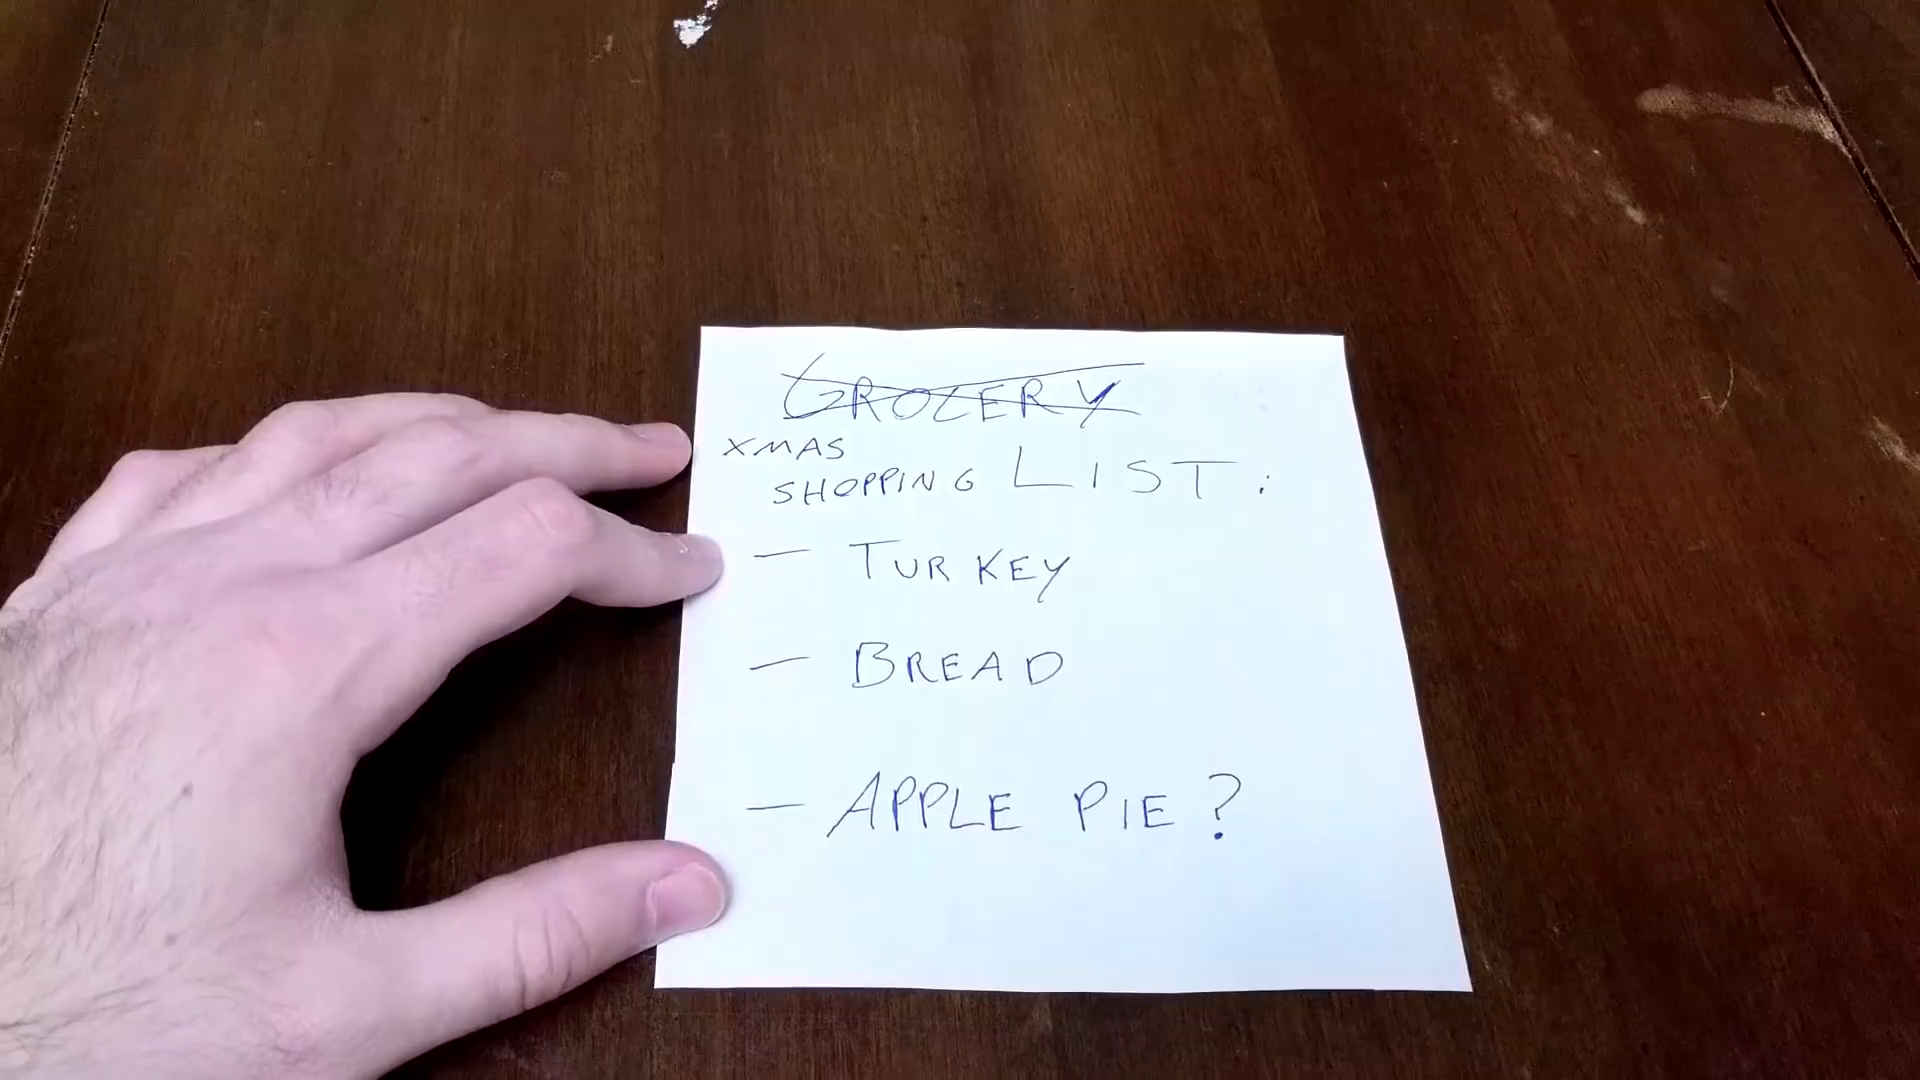 GROCERY
XMAS
SHOPPING LIST:
- TURKEY
- BREAD
- APPLE PIE?